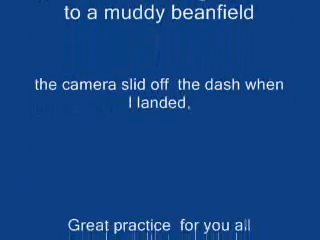 to a muddy beanfield
the camera slid off the dash when
I landed,
Great practice for you all